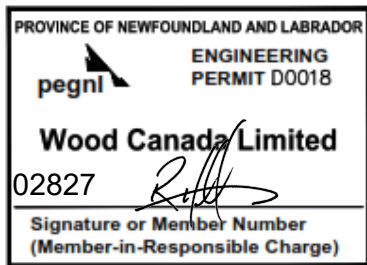 PROVINCE OF NEWFOUNDLAND AND LABRADOR
pegnl
ENGINEERING
PERMIT D0018
Wood Canada Limited
02827
Signature or Member Number
(Member-in-Responsible Charge)